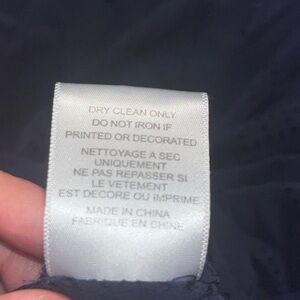 DRY CLEAN ONLY
DO NOT IRON IF
PRINTED OR DECORATED
NETTOYAGE A SEC
UNIQUEMENT
NE PAS REPASSER SI
LE VETEMENT
EST DECORE OU IMPRIME
MADE IN CHINA
FABRIQUE EN CHINE